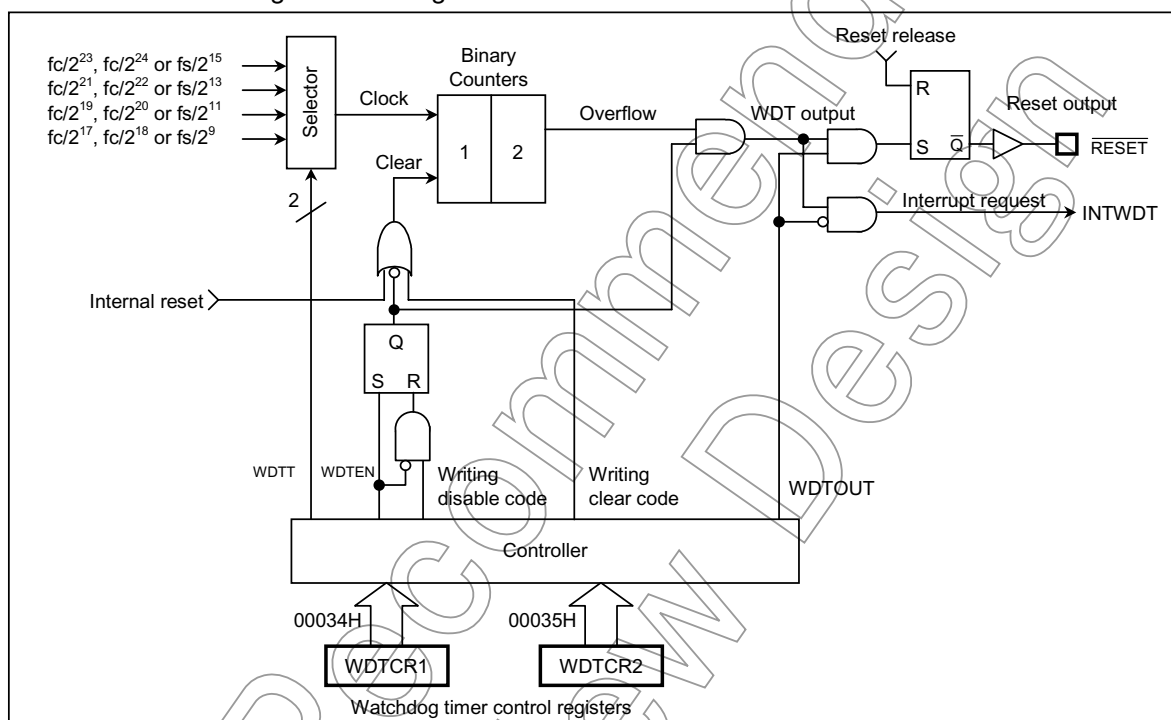 fc/2^23, fc/2^24 or fs/2^15
fc/2^21, fc/2^22 or fs/2^13
fc/2^19, fc/2^20 or fs/2^11
fc/2^17, fc/2^18 or fs/2^9
Selector
2
Clock
Clear
Binary
Counters
1 2
Overflow
WDT output
Reset release
R
S Q̅
Reset output
R̅E̅S̅E̅T̅
Interrupt request
INTWDT
Internal reset
Q
S R
WDTT
WDTEN
Writing
disable code
Writing
clear code
WDTOUT
Controller
00034H
00035H
WDTCR1
WDTCR2
Watchdog timer control registers